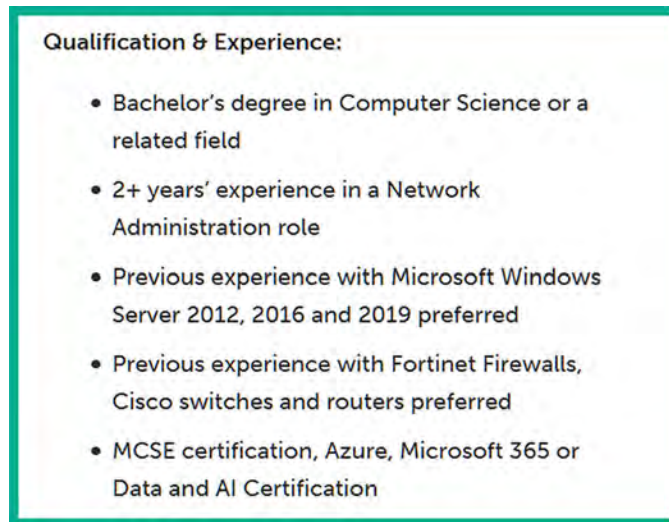 Qualification & Experience:
• Bachelor's degree in Computer Science or a
related field
• 2+ years' experience in a Network
Administration role
• Previous experience with Microsoft Windows
Server 2012, 2016 and 2019 preferred
• Previous experience with Fortinet Firewalls,
Cisco switches and routers preferred
• MCSE certification, Azure, Microsoft 365 or
Data and AI Certification